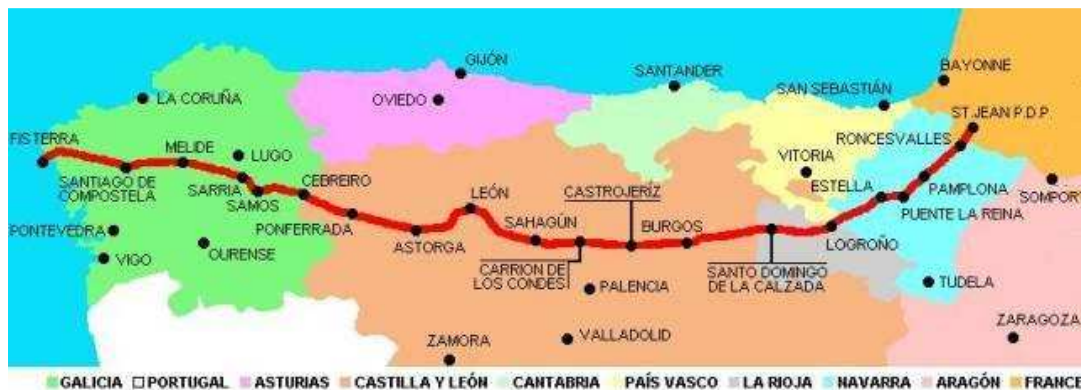 GIJÓN
SANTANDER
BAYONNE
LA CORUÑA
OVIEDO
SAN SEBASTIÁN
ST JEAN P.D.P.
FISTERRA
MELIDE
LUGO
RONCESVALLES
VITORIA
SANTIAGO DE
COMPOSTELA
SARRIA
SAMOS
CEBREIRO
LEÓN
CASTROJERÍZ
ESTELLA
PAMPLONA
SOMPORT
PUENTE LA REINA
PONTEVEDRA
PONFERRADA
ASTORGA
SAHAGÚN
BURGOS
LOGROÑO
VIGO
OURENSE
CARRION DE
LOS CONDES
SANTO DOMINGO
DE LA CALZADA
PALENCIA
TUDELA
ZAMORA
VALLADOLID
ZARAGOZA
GALICIA PORTUGAL ASTURIAS CASTILLA Y LEÓN CANTABRIA PAÍS VASCO LA RIOJA NAVARRA ARAGÓN FRANCE